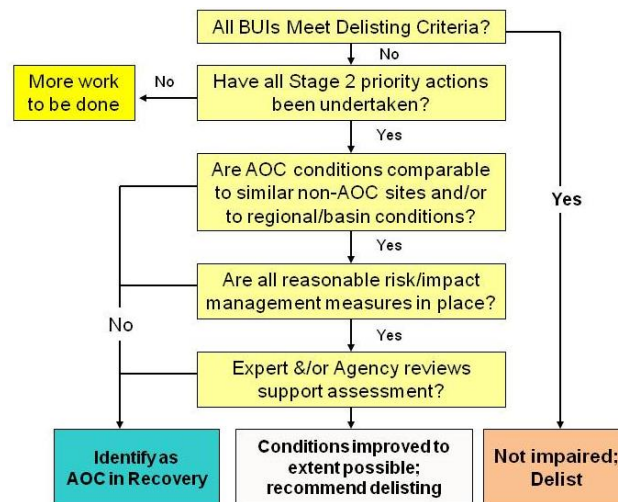 All BUIs Meet Delisting Criteria?
No
More work
to be done
No
Have all Stage 2 priority actions
been undertaken?
Yes
Are AOC conditions comparable
to similar non-AOC sites and/or
to regional/basin conditions?
Yes
Yes
Are all reasonable risk/impact
management measures in place?
No
Yes
Expert &/or Agency reviews
support assessment?
Identify as
AOC in Recovery
Conditions improved to
extent possible;
recommend delisting
Not impaired;
Delist